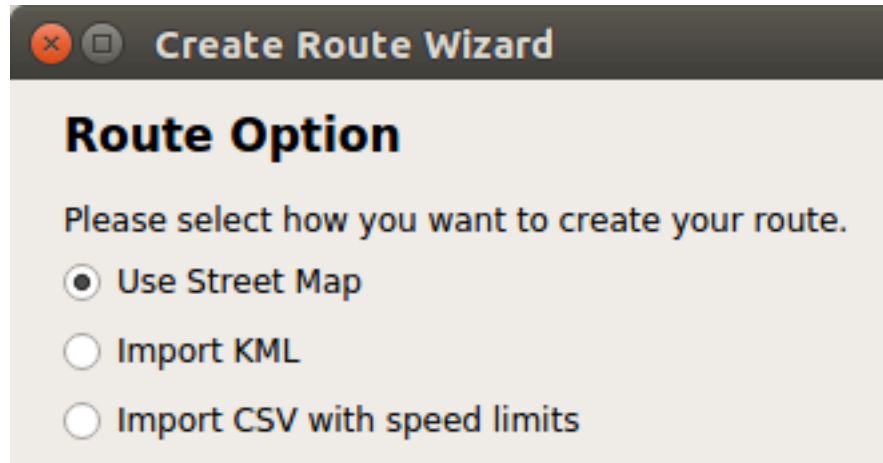 Create Route Wizard
Route Option
Please select how you want to create your route.
Use Street Map
Import KML
Import CSV with speed limits